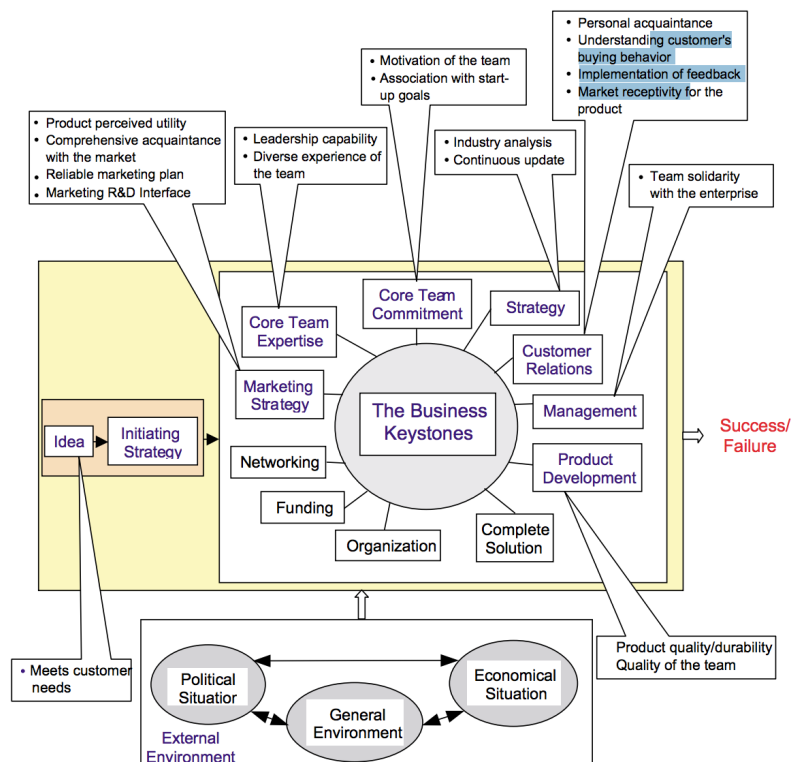 • Personal acquaintance
• Understanding customer's
buying behavior
• Implementation of feedback
• Market receptivity for the
product
• Motivation of the team
• Association with start-
up goals
• Product perceived utility
• Comprehensive acquaintance
with the market
• Reliable marketing plan
• Marketing R&D Interface
• Leadership capability
• Diverse experience of
the team
• Industry analysis
• Continuous update
• Team solidarity
with the enterprise
Core Team
Commitment
Strategy
Core Team
Expertise
Customer
Relations
Marketing
Strategy
The Business
Keystones
Management
Idea
Initiating
Strategy
Success/
Failure
Networking
Product
Development
Funding
Organization
Complete
Solution
• Meets customer
needs
Product quality/durability
Quality of the team
Political
Situatior
Economical
Situation
General
Environment
External
Environment